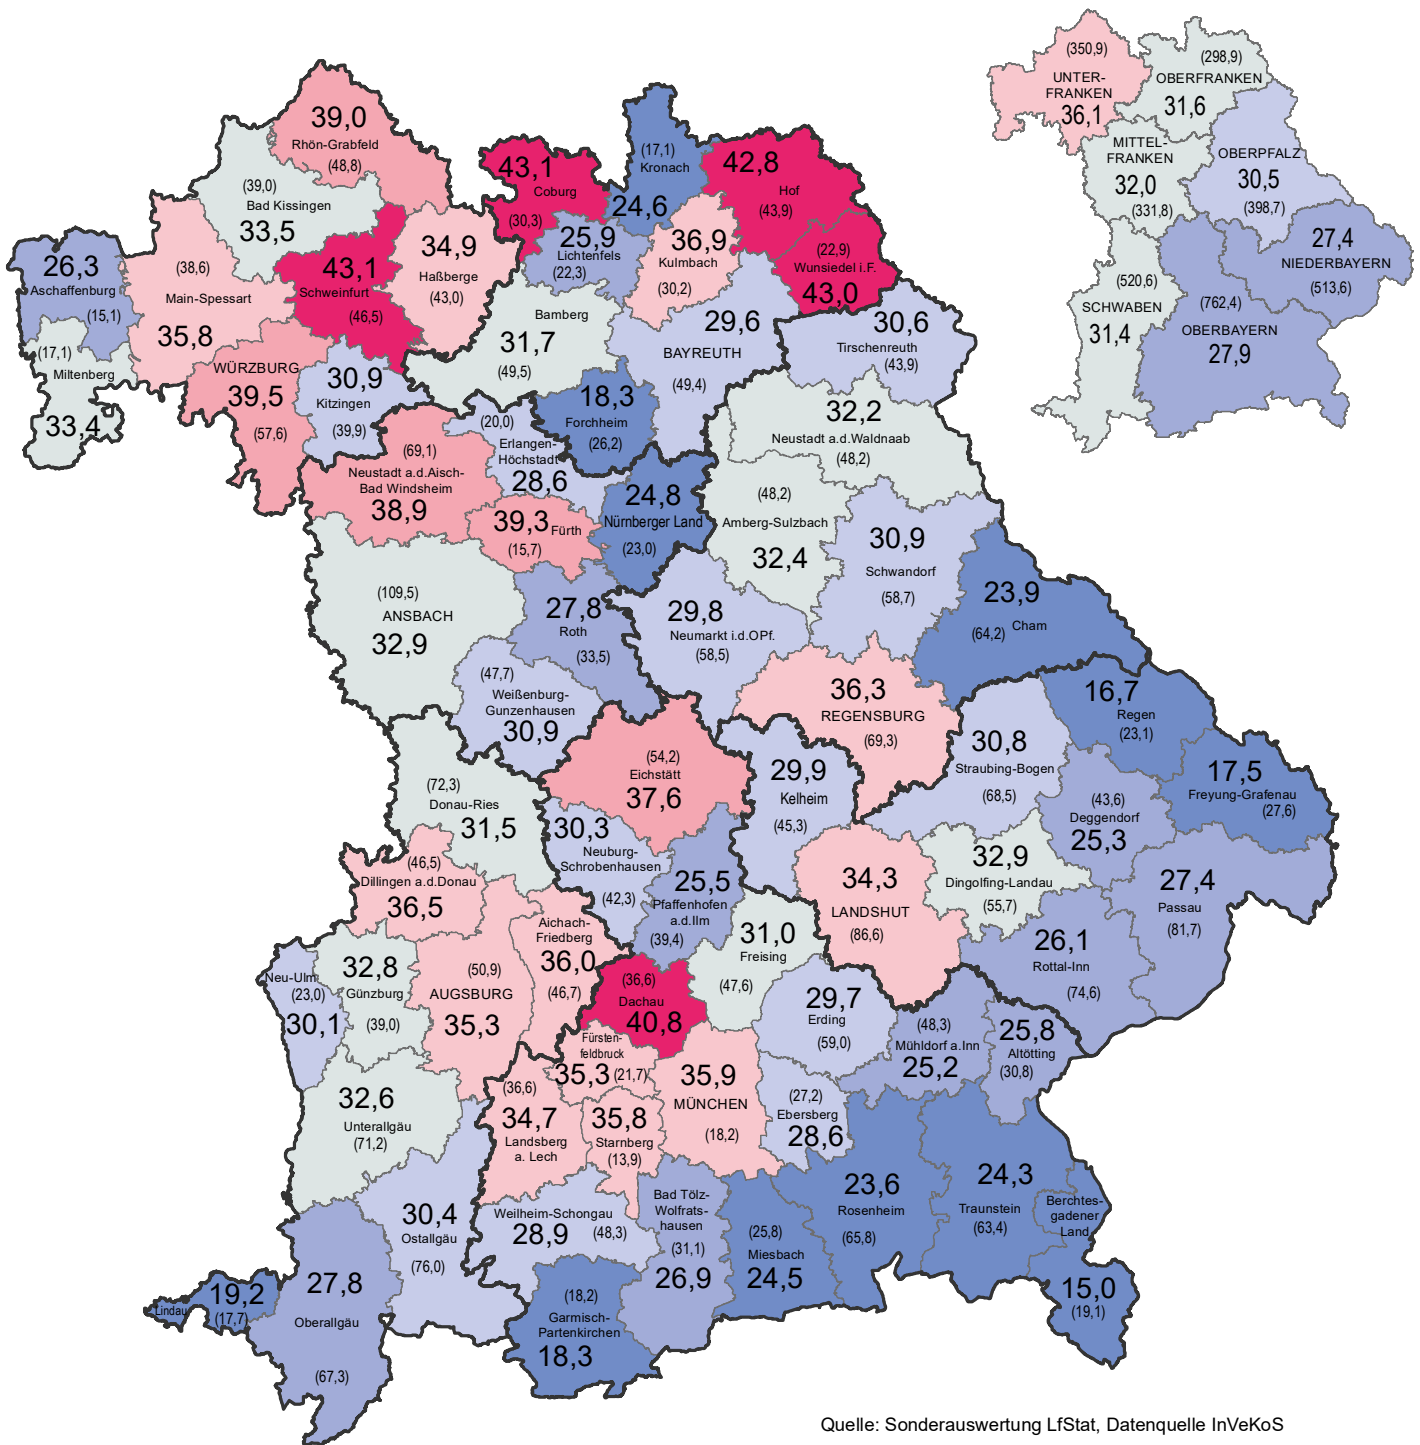 39,0
Rhön-Grabfeld
(48,8)
(39,0)
Bad Kissingen
33,5
43,1
Coburg
(30,3)
(17,1)
Kronach
24,6
42,8
Hof
(43,9)
26,3
Aschaffenburg
(15,1)
(38,6)
Main-Spessart
35,8
43,1
Schweinfurt
(46,5)
34,9
Haßberge
(43,0)
25,9
Lichtenfels
(22,3)
36,9
Kulmbach
(30,2)
(22,9)
Wunsiedel i.F.
43,0
(17,1)
Miltenberg
33,4
WÜRZBURG
39,5
(57,6)
30,9
Kitzingen
(39,9)
Bamberg
31,7
(49,5)
29,6
BAYREUTH
(49,4)
30,6
Tirschenreuth
(43,9)
18,3
Forchheim
(26,2)
(20,0)
Erlangen-
Höchstadt
28,6
(69,1)
Neustadt a.d.Aisch-
Bad Windsheim
38,9
39,3 Fürth
(15,7)
24,8
Nürnberger Land
(23,0)
32,2
Neustadt a.d.Waldnaab
(48,2)
(48,2)
Amberg-Sulzbach
32,4
30,9
Schwandorf
(58,7)
(109,5)
ANSBACH
32,9
27,8
Roth
(33,5)
29,8
Neumarkt i.d.OPf.
(58,5)
23,9
Cham
(64,2)
(47,7)
Weißenburg-
Gunzenhausen
30,9
36,3
REGENSBURG
(69,3)
16,7
Regen
(23,1)
30,8
Straubing-Bogen
(68,5)
17,5
Freyung-Grafenau
(27,6)
(54,2)
Eichstätt
37,6
29,9
Kelheim
(45,3)
(43,6)
Deggendorf
25,3
(72,3)
Donau-Ries
31,5
30,3
Neuburg-
Schrobenhausen
(42,3)
32,9
Dingolfing-Landau
(55,7)
27,4
Passau
(81,7)
(46,5)
Dillingen a.d.Donau
36,5
25,5
Pfaffenhofen
a.d.Ilm
(39,4)
34,3
LANDSHUT
(86,6)
26,1
Rottal-Inn
(74,6)
Aichach-
Friedberg
36,0
(46,7)
31,0
Freising
(47,6)
Neu-Ulm
(23,0)
30,1
32,8
Günzburg
(39,0)
(50,9)
AUGSBURG
35,3
(36,6)
Dachau
40,8
29,7
Erding
(59,0)
(48,3)
Mühldorf a.Inn
25,2
25,8
Altötting
(30,8)
Fürsten-
feldbruck
35,3 (21,7)
35,9
MÜNCHEN
(18,2)
(27,2)
Ebersberg
28,6
32,6
Unterallgäu
(71,2)
(36,6)
34,7
Landsberg
a. Lech
35,8
Starnberg
(13,9)
23,6
Rosenheim
(65,8)
24,3
Traunstein
(63,4)
Berchtes-
gadener
Land
15,0
(19,1)
30,4
Ostallgäu
(76,0)
Weilheim-Schongau
28,9 (48,3)
Bad Tölz-
Wolfrats-
hausen
(31,1)
26,9
(25,8)
Miesbach
24,5
19,2
Lindau
(17,7)
27,8
Oberallgäu
(67,3)
(18,2)
Garmisch-
Partenkirchen
18,3
(350,9)
UNTER-
FRANKEN
36,1
(298,9)
OBERFRANKEN
31,6
MITTEL-
FRANKEN
32,0
(331,8)
OBERPFALZ
30,5
(398,7)
27,4
NIEDERBAYERN
(513,6)
(520,6)
SCHWABEN
31,4
(762,4)
OBERBAYERN
27,9
Quelle: Sonderauswertung LfStat, Datenquelle InVeKoS